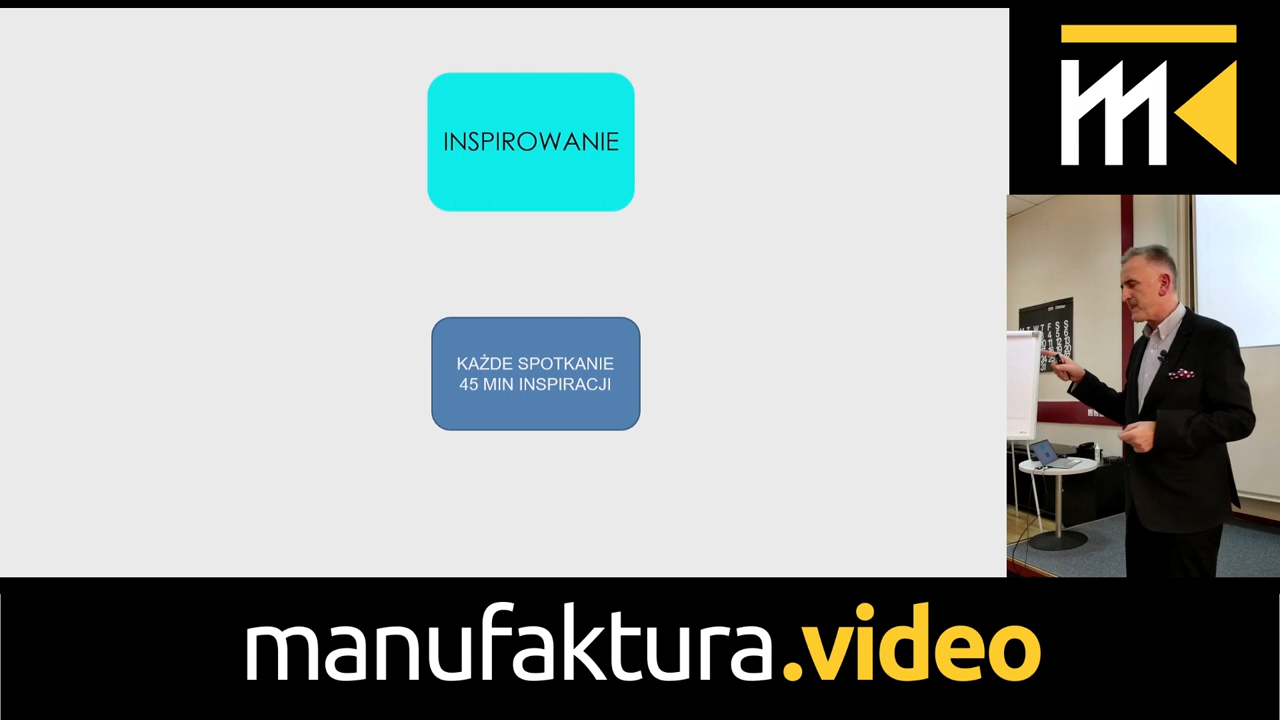 INSPIROWANIE
KAŻDE SPOTKANIE
45 MIN INSPIRACJI
manufaktura.video